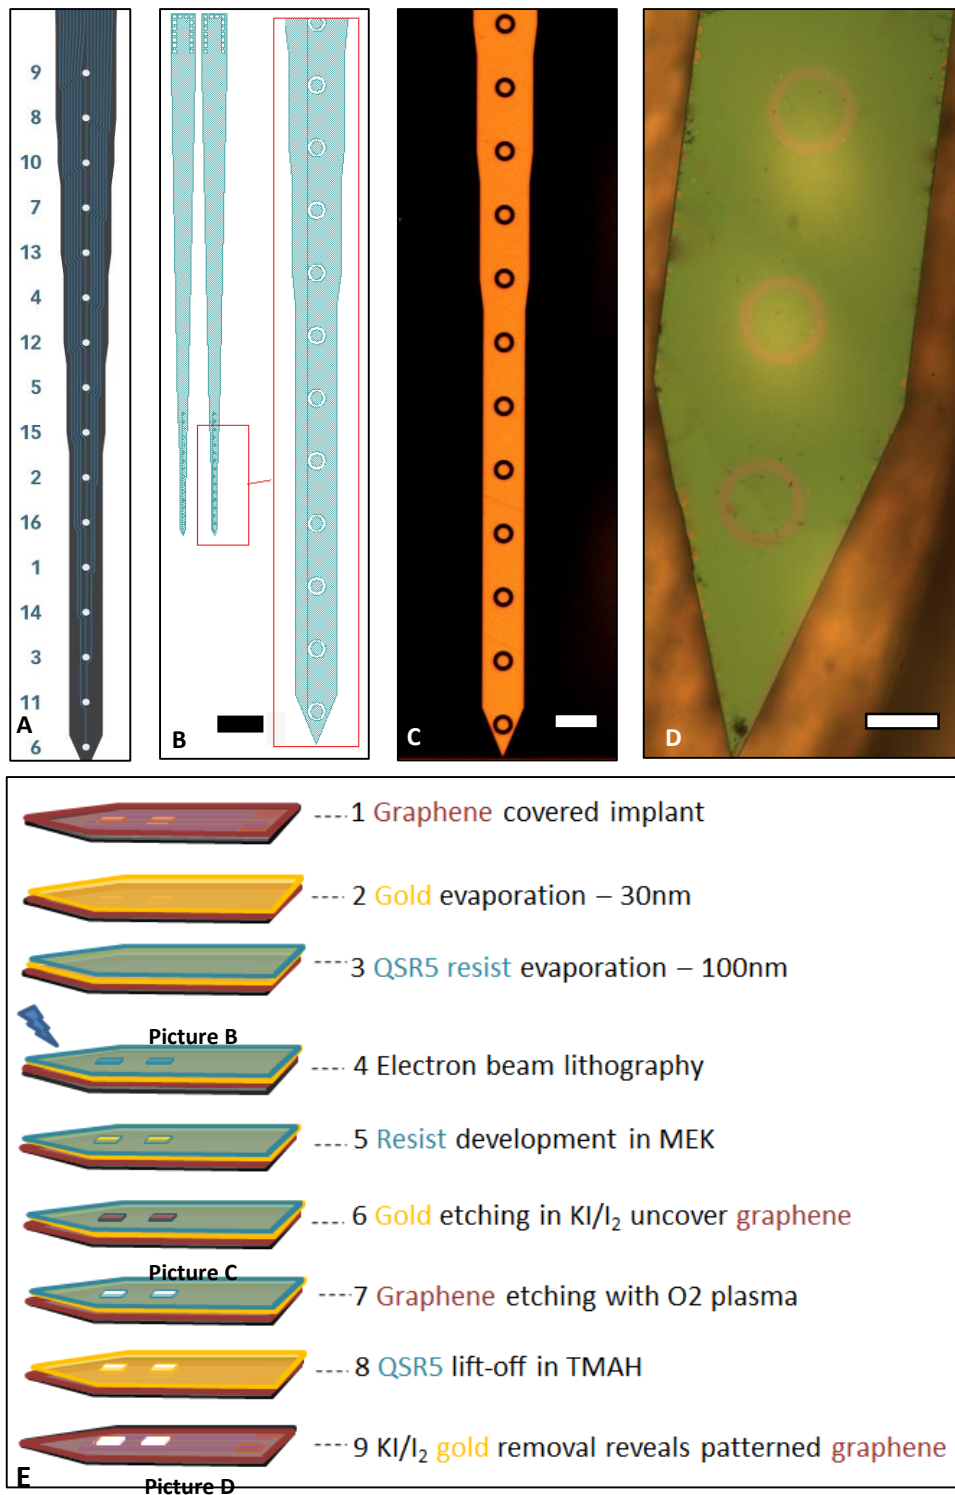 9
8
10
7
13
4
12
5
15
2
16
1
14
3
11
6
A
B
C
D
----1 Graphene covered implant
----2 Gold evaporation – 30nm
----3 QSR5 resist evaporation – 100nm
Picture B
----4 Electron beam lithography
----5 Resist development in MEK
----6 Gold etching in KI/I₂ uncover graphene
Picture C
----7 Graphene etching with O2 plasma
----8 QSR5 lift-off in TMAH
----9 KI/I₂ gold removal reveals patterned graphene
Picture D
E